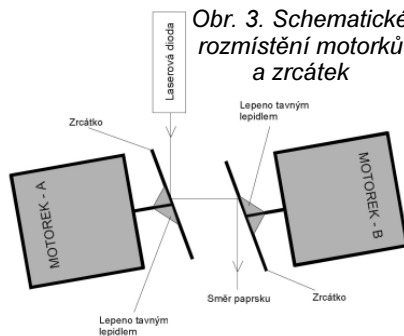 Obr. 3. Schematické
rozmístění motorků
a zrcátek
Laserová dioda
Lepeno tavným
lepidlem
Zrcátko
MOTOREK - A
MOTOREK - B
Lepeno tavným
lepidlem
Směr paprsku
Zrcátko